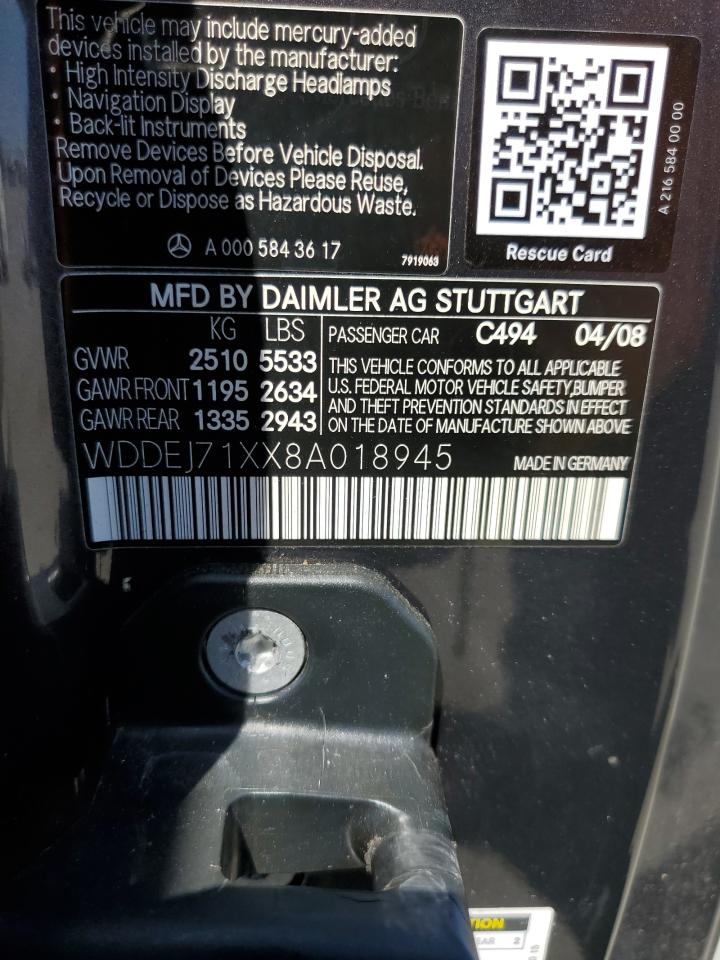 This vehicle may include mercury-added
devices installed by the manufacturer:
· High Intensity Discharge Headlamps
· Navigation Display
· Back-lit Instruments
Remove Devices Before Vehicle Disposal.
Upon Removal of Devices Please Reuse,
Recycle or Dispose as Hazardous Waste.
A 000 584 36 17
7919063
Rescue Card
A 216 584 00 00
MFD BY DAIMLER AG STUTTGART
KG LBS
GVWR 2510 5533
GAWR FRONT 1195 2634
GAWR REAR 1335 2943
PASSENGER CAR C494 04/08
THIS VEHICLE CONFORMS TO ALL APPLICABLE
U.S. FEDERAL MOTOR VEHICLE SAFETY,BUMPER
AND THEFT PREVENTION STANDARDS IN EFFECT
ON THE DATE OF MANUFACTURE SHOWN ABOVE
WDDEJ71XX8A018945
MADE IN GERMANY
EAR 2